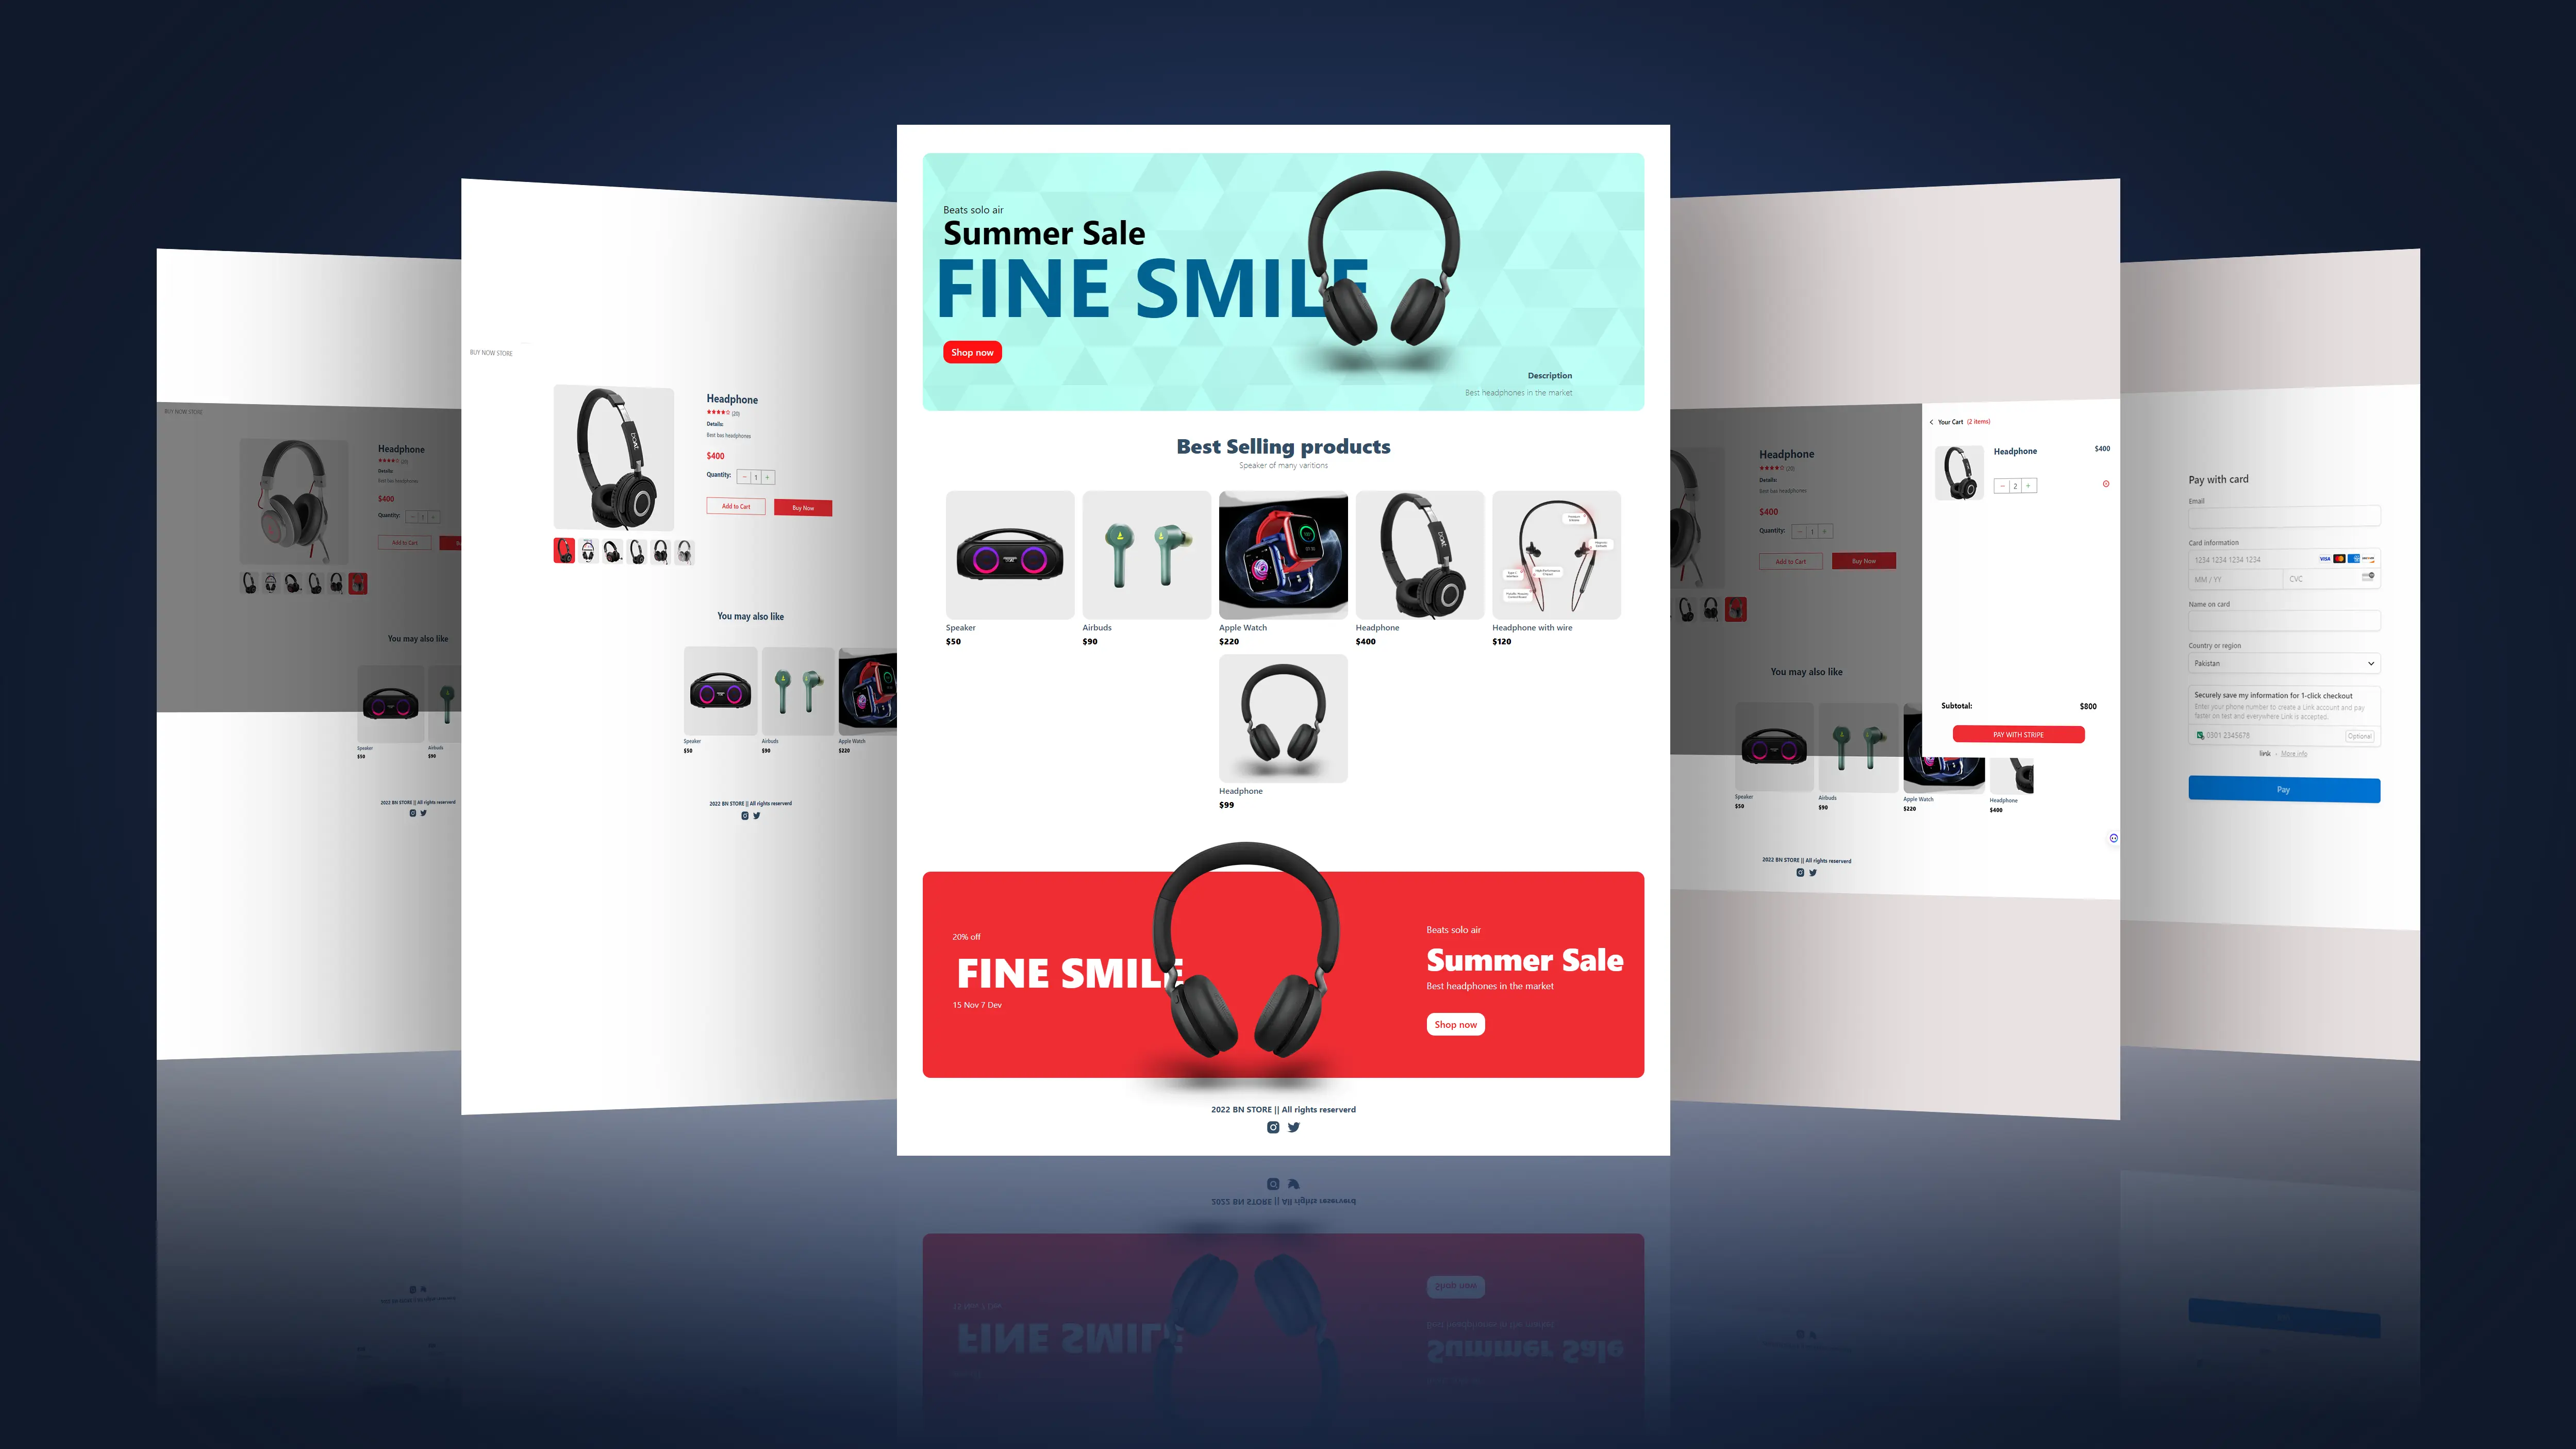 BUY NOW STORE
Headphone
(20)
Details:
Best bas headphones
$400
Quantity:
− 1 +
Add to Cart
You may also like
Speaker
$50
Airbuds
$90
2022 BN STORE || All rights reserverd
BUY NOW STORE
Headphone
(20)
Details:
Best bas headphones
$400
Quantity:
− 1 +
Add to Cart
Buy Now
You may also like
Speaker
$50
Airbuds
$90
Apple Watch
$220
2022 BN STORE || All rights reserverd
Beats solo air
Summer Sale
FINE SMILE
Shop now
Description
Best headphones in the market
Best Selling products
Speaker of many varitions
Speaker
$50
Airbuds
$90
Apple Watch
$220
Headphone
$400
Headphone with wire
$120
Headphone
$99
20% off
FINE SMILE
15 Nov 7 Dev
Beats solo air
Summer Sale
Best headphones in the market
Shop now
2022 BN STORE || All rights reserverd
Headphone
(20)
Details:
Best bas headphones
$400
Quantity:
− 1 +
Add to Cart
Buy Now
You may also like
Speaker
$50
Airbuds
$90
Apple Watch
$220
Headphone
$400
2022 BN STORE || All rights reserverd
Your Cart (2 items)
Headphone
$400
− 2 +
Subtotal:
$800
PAY WITH STRIPE
Pay with card
Email
Card information
1234 1234 1234 1234
VISA
MM / YY
CVC
Name on card
Country or region
Pakistan
Securely save my information for 1-click checkout
Enter your phone number to create a Link account and pay
faster on test and everywhere Link is accepted.
0301 2345678
Optional
link · More info
Pay